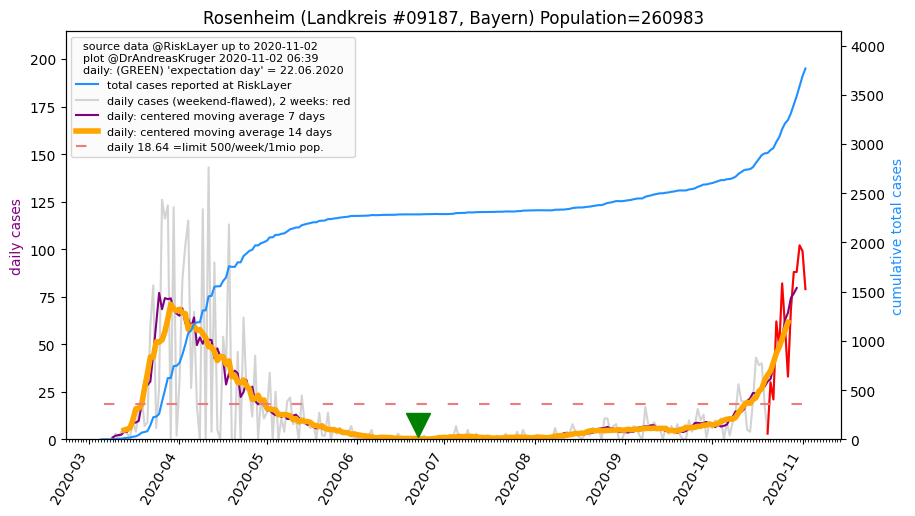 Rosenheim (Landkreis #09187, Bayern) Population=260983
source data @RiskLayer up to 2020-11-02
plot @DrAndreasKruger 2020-11-02 06:39
daily: (GREEN) 'expectation day' = 22.06.2020
total cases reported at RiskLayer
daily cases (weekend-flawed), 2 weeks: red
daily: centered moving average 7 days
daily: centered moving average 14 days
daily 18.64 =limit 500/week/1mio pop.
daily cases
200
175
150
125
100
75
50
25
0
cumulative total cases
4000
3500
3000
2500
2000
1500
1000
500
0
2020-03
2020-04
2020-05
2020-06
2020-07
2020-08
2020-09
2020-10
2020-11